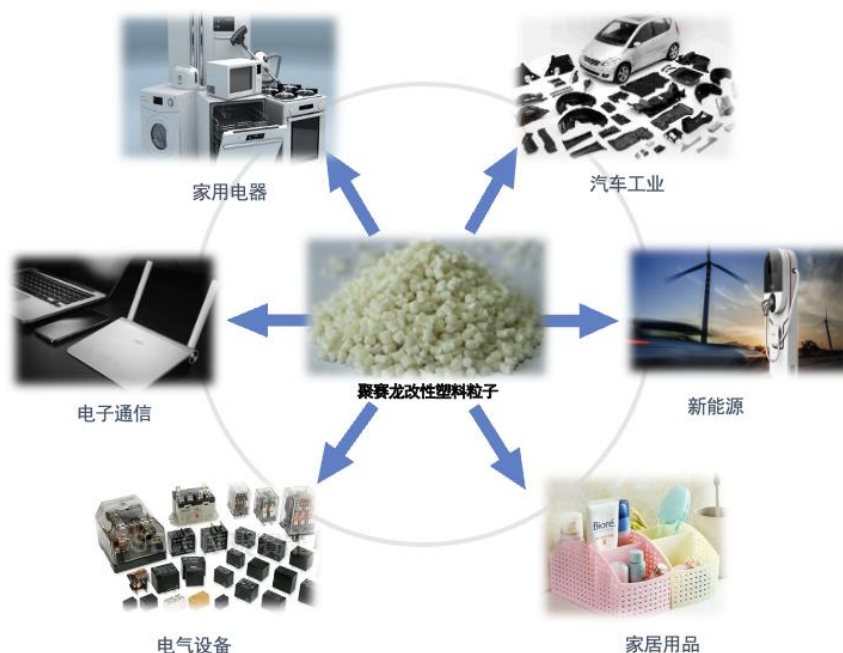 家用电器
汽车工业
电子通信
聚赛龙改性塑料粒子
新能源
Bioré
电气设备
家居用品